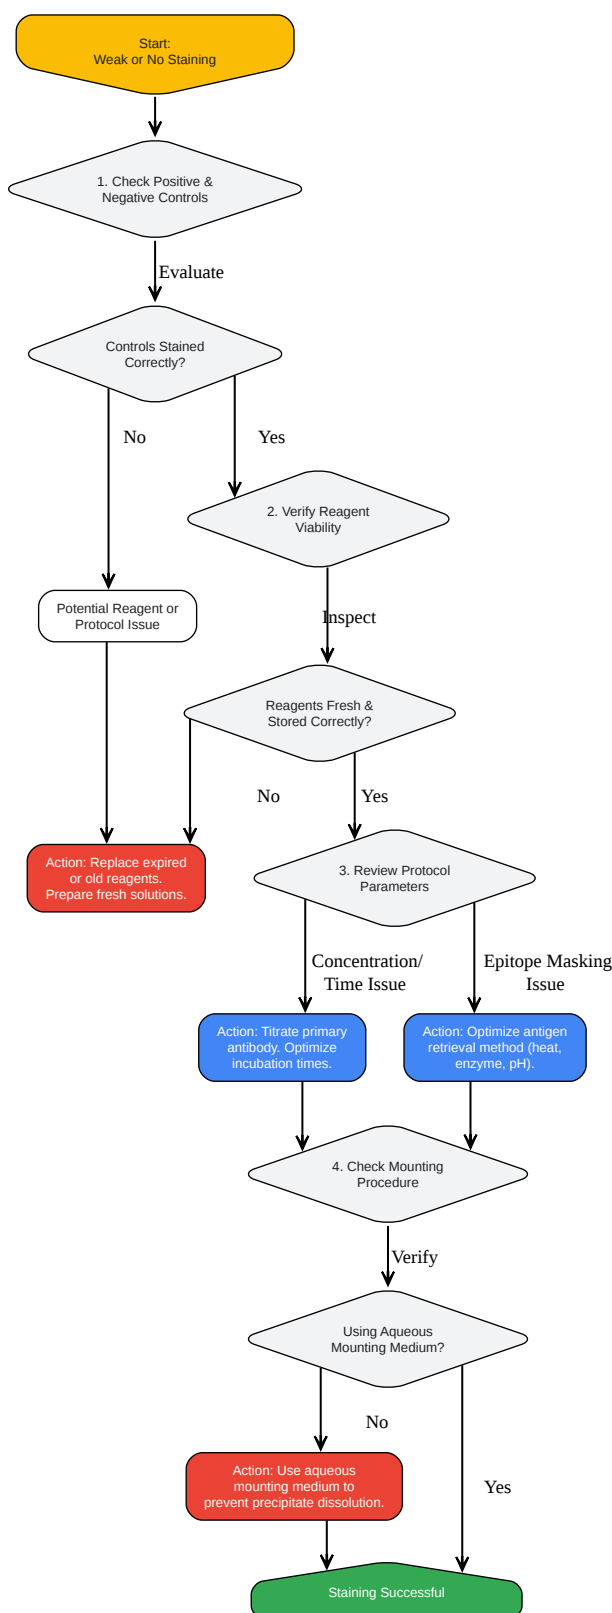 Start:
Weak or No Staining
1. Check Positive &
Negative Controls
Evaluate
Controls Stained
Correctly?
No
Yes
2. Verify Reagent
Viability
Potential Reagent or
Protocol Issue
Inspect
Reagents Fresh &
Stored Correctly?
No
Yes
Action: Replace expired
or old reagents.
Prepare fresh solutions.
3. Review Protocol
Parameters
Concentration/
Time Issue
Epitope Masking
Issue
Action: Titrate primary
antibody. Optimize
incubation times.
Action: Optimize antigen
retrieval method (heat,
enzyme, pH).
4. Check Mounting
Procedure
Verify
Using Aqueous
Mounting Medium?
No
Yes
Action: Use aqueous
mounting medium to
prevent precipitate dissolution.
Staining Successful